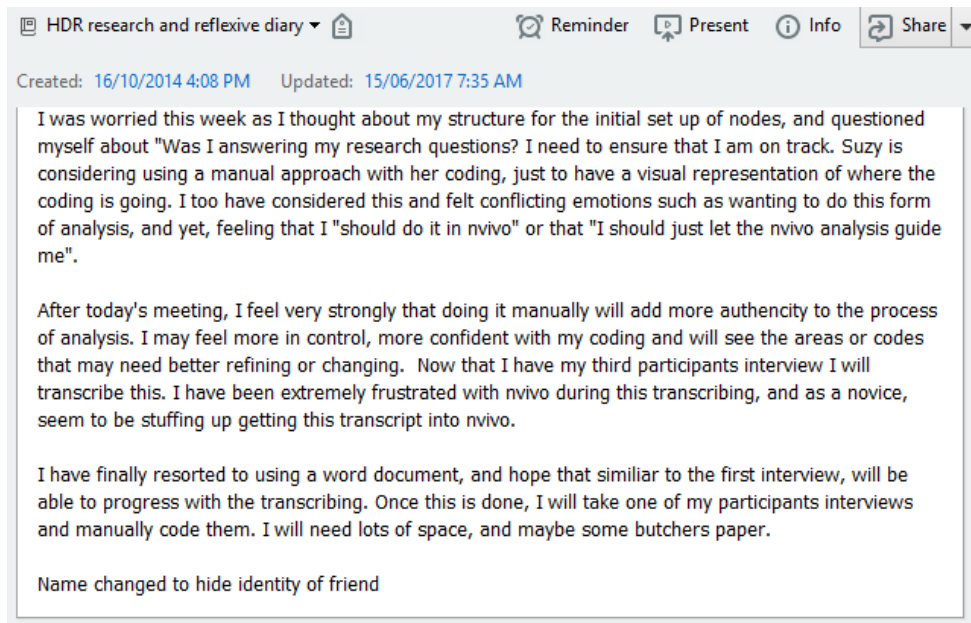 HDR research and reflexive diary
Reminder
Present
Info
Share
Created: 16/10/2014 4:08 PM Updated: 15/06/2017 7:35 AM
I was worried this week as I thought about my structure for the initial set up of nodes, and questioned
myself about "Was I answering my research questions? I need to ensure that I am on track. Suzy is
considering using a manual approach with her coding, just to have a visual representation of where the
coding is going. I too have considered this and felt conflicting emotions such as wanting to do this form
of analysis, and yet, feeling that I "should do it in nvivo" or that "I should just let the nvivo analysis guide
me".
After today's meeting, I feel very strongly that doing it manually will add more authencity to the process
of analysis. I may feel more in control, more confident with my coding and will see the areas or codes
that may need better refining or changing.  Now that I have my third participants interview I will
transcribe this. I have been extremely frustrated with nvivo during this transcribing, and as a novice,
seem to be stuffing up getting this transcript into nvivo.
I have finally resorted to using a word document, and hope that similiar to the first interview, will be
able to progress with the transcribing. Once this is done, I will take one of my participants interviews
and manually code them. I will need lots of space, and maybe some butchers paper.
Name changed to hide identity of friend